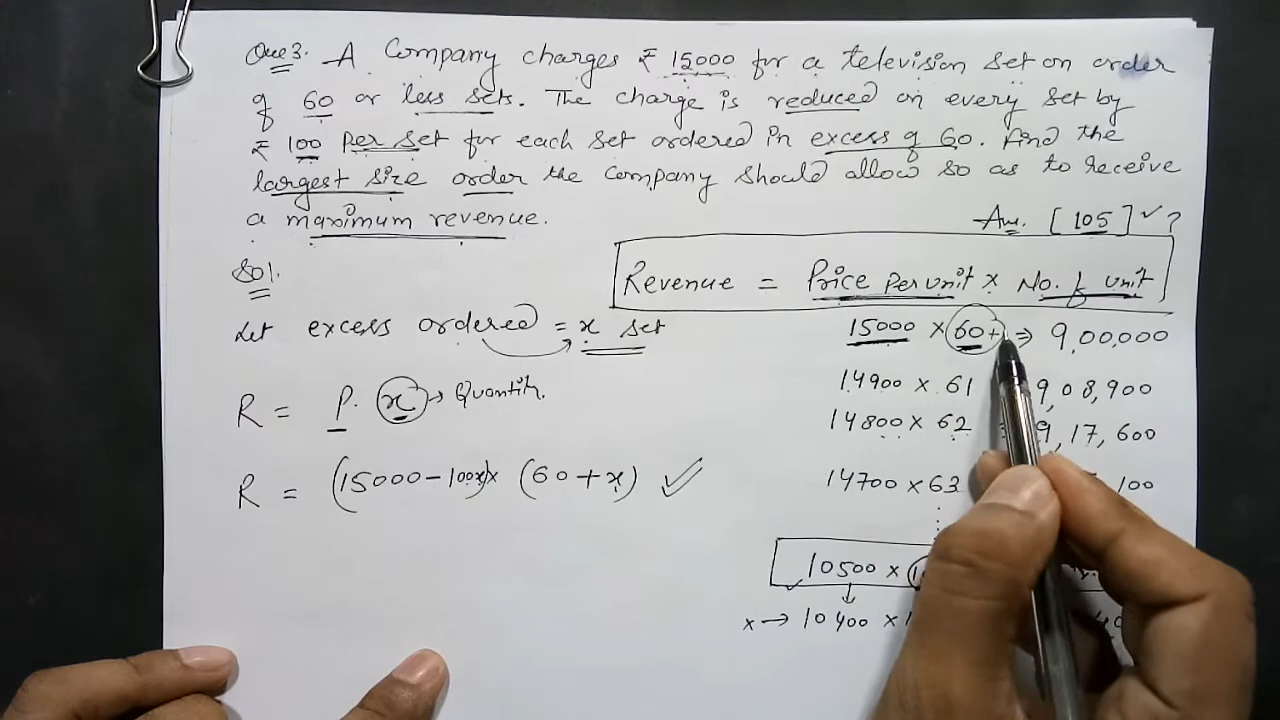 Que 3. A Company charges ₹ 15000 for a television set on order
of 60 or less sets. The charge is reduced on every set by
₹ 100 per set for each set ordered in excess of 60. Find the
largest size order the company should allow so as to receive
a maximum revenue.
Ans. [105] ✓ ?
Sol.
Revenue = Price per unit × No. of unit
Let excess ordered = x set
15000 × 60+ ⇒ 9,00,000
14900 × 61 9,08,900
R = P. x → Quantity.
14800 × 62 9,17,600
R = (15000 - 100x) × (60+x) ✓
14700 × 63 100
10500 ×
x → 10400 ×